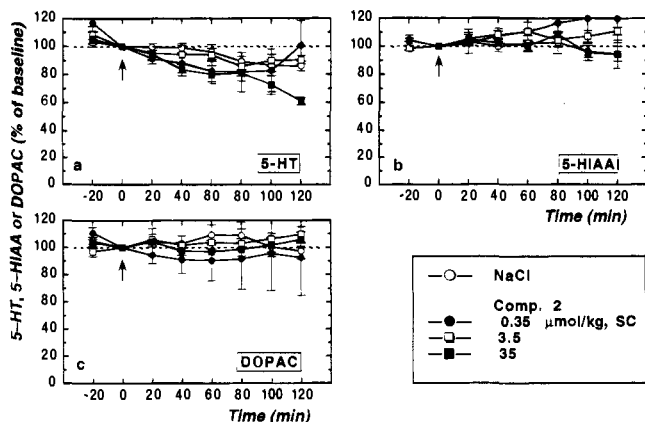 5-HT, 5-HIAA or DOPAC (% of baseline)
120
100
80
60
40
20
0
a
5-HT
-20 0 20 40 60 80 100 120
120
100
80
60
40
20
0
b
5-HIAA
-20 0 20 40 60 80 100 120
Time (min)
120
100
80
60
40
20
0
c
DOPAC
-20 0 20 40 60 80 100 120
Time (min)
NaCl
Comp. 2
0.35 μmol/kg, SC
3.5
35